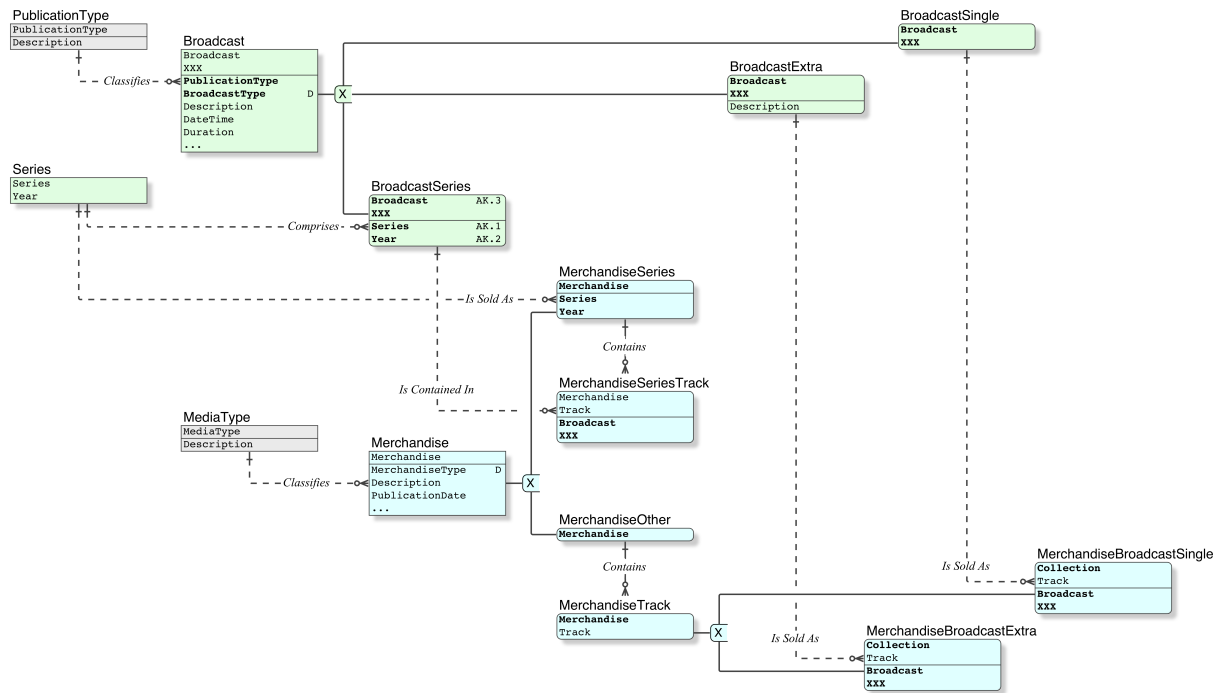 PublicationType
PublicationType
Description
Classifies
Broadcast
Broadcast
XXX
PublicationType
BroadcastType D
Description
DateTime
Duration
...
X
BroadcastSingle
Broadcast
XXX
BroadcastExtra
Broadcast
XXX
Description
Series
Series
Year
Comprises
BroadcastSeries
Broadcast AK.3
XXX
Series AK.1
Year AK.2
Is Sold As
MerchandiseSeries
Merchandise
Series
Year
Contains
Is Contained In
MerchandiseSeriesTrack
Merchandise
Track
Broadcast
XXX
MediaType
MediaType
Description
Classifies
Merchandise
Merchandise
MerchandiseType D
Description
PublicationDate
...
X
MerchandiseOther
Merchandise
Contains
MerchandiseTrack
Merchandise
Track
X
Is Sold As
MerchandiseBroadcastSingle
Collection
Track
Broadcast
XXX
Is Sold As
MerchandiseBroadcastExtra
Collection
Track
Broadcast
XXX